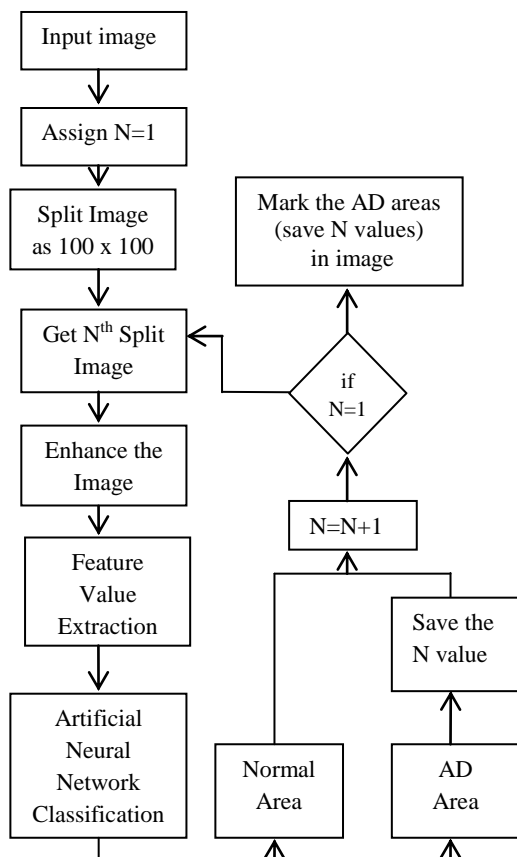 Input image
Assign N=1
Split Image
as 100 x 100
Get Nth Split
Image
Enhance the
Image
Feature
Value
Extraction
Artificial
Neural
Network
Classification
Mark the AD areas
(save N values)
in image
if
N=1
N=N+1
Save the
N value
Normal
Area
AD
Area